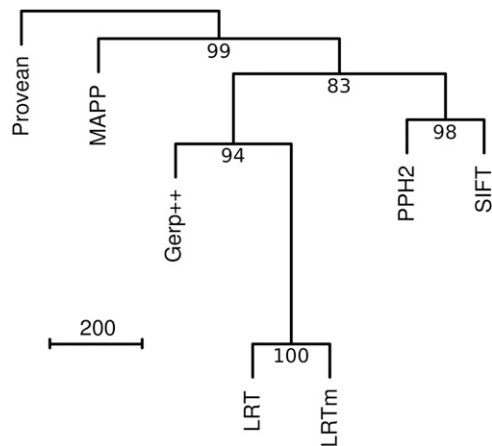 Provean
MAPP
99
83
94
98
Gerp++
PPH2
SIFT
200
100
LRT
LRTm